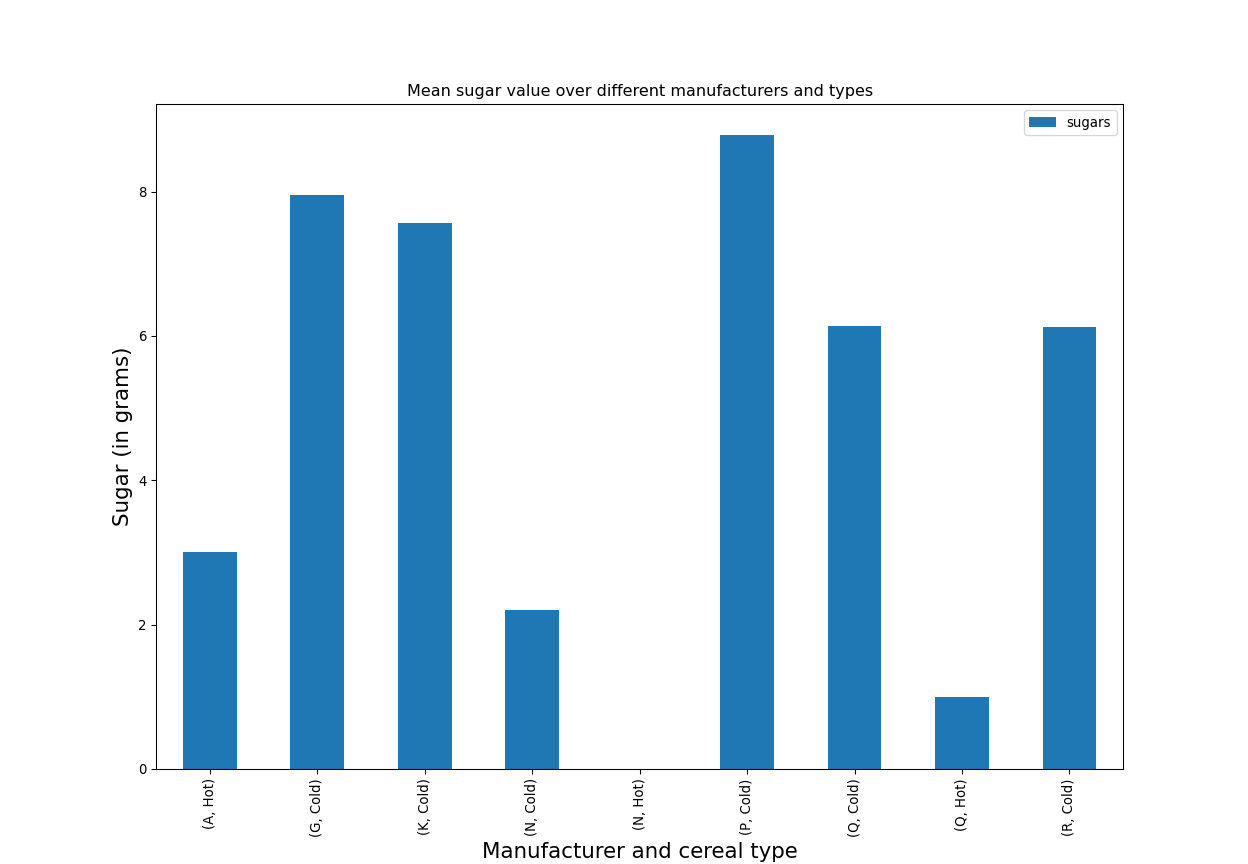 Mean sugar value over different manufacturers and types
sugars
8
6
4
2
0
Sugar (in grams)
(A, Hot)
(G, Cold)
(K, Cold)
(N, Cold)
(N, Hot)
(P, Cold)
(Q, Cold)
(Q, Hot)
(R, Cold)
Manufacturer and cereal type